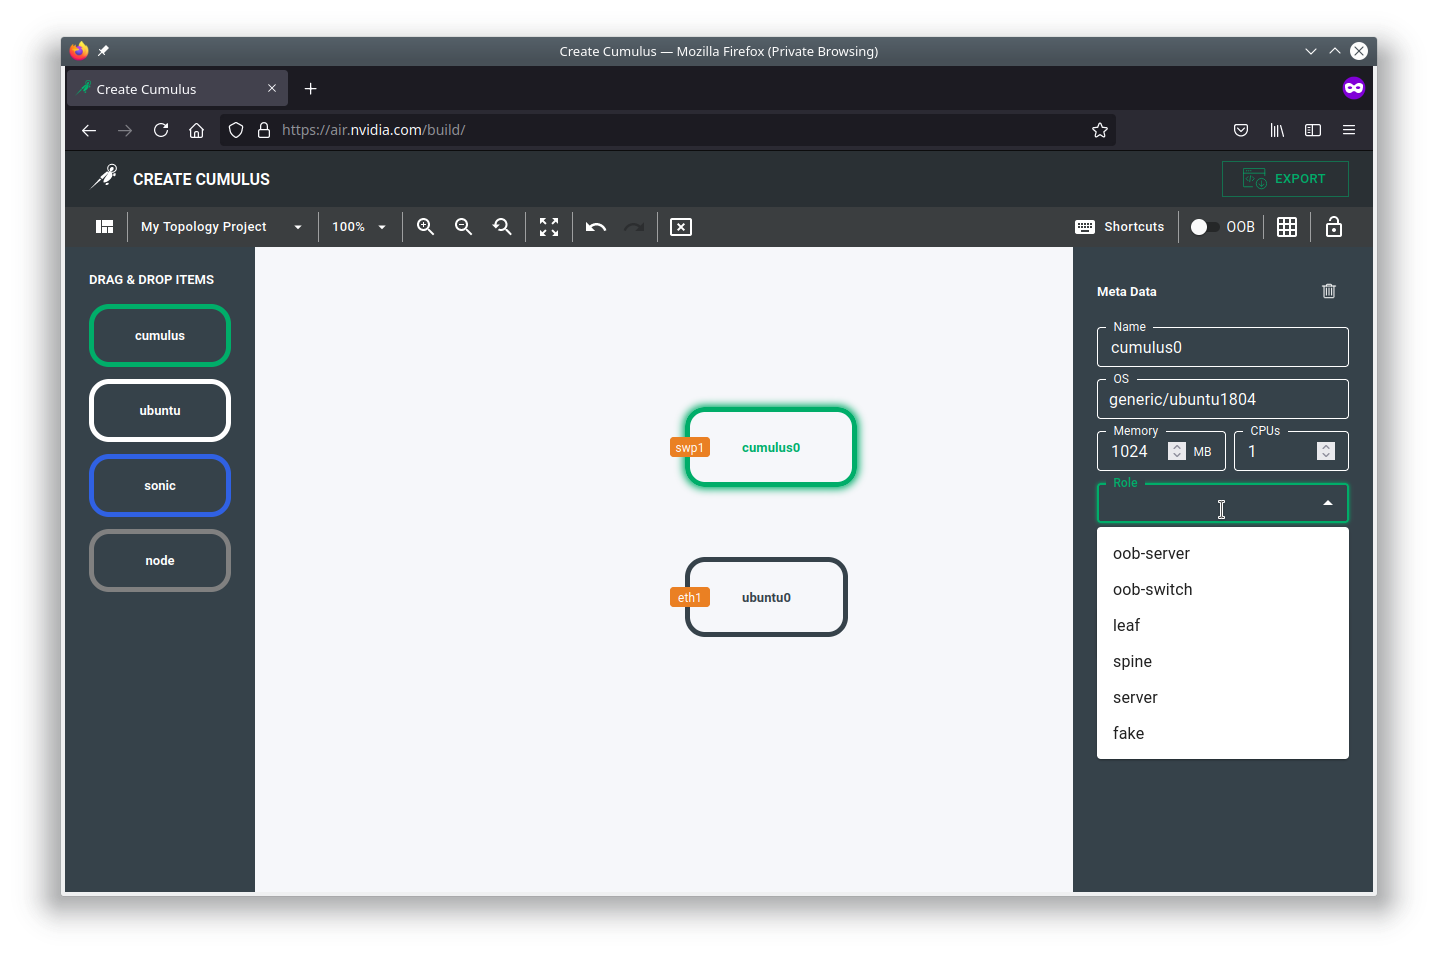 Create Cumulus — Mozilla Firefox (Private Browsing)
Create Cumulus
https://air.nvidia.com/build/
CREATE CUMULUS
EXPORT
My Topology Project
100%
Shortcuts
OOB
DRAG & DROP ITEMS
cumulus
ubuntu
sonic
node
swp1
cumulus0
eth1
ubuntu0
Meta Data
Name
cumulus0
OS
generic/ubuntu1804
Memory
1024 MB
CPUs
1
Role
oob-server
oob-switch
leaf
spine
server
fake